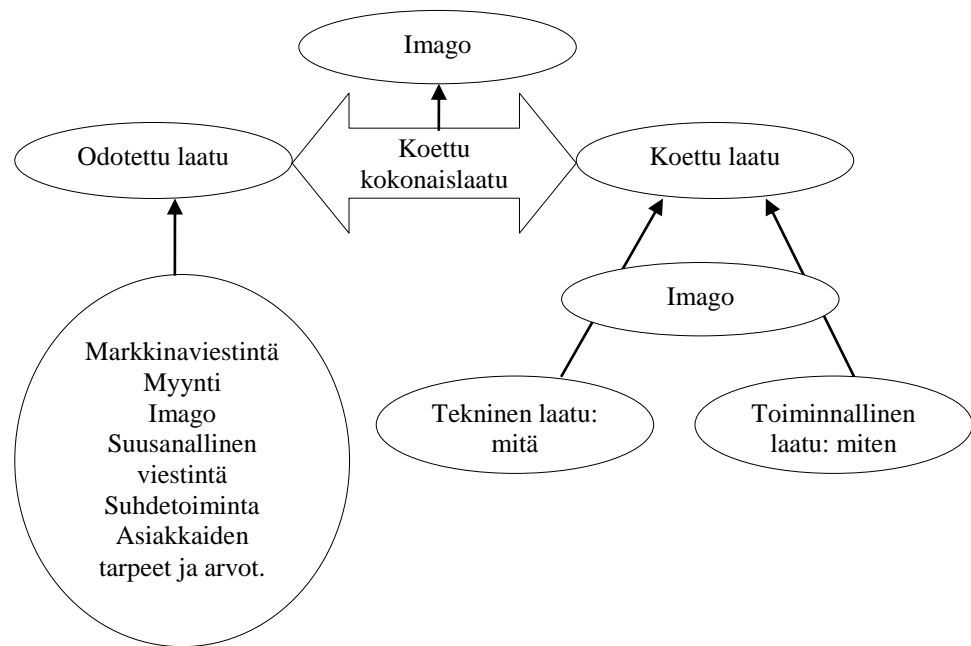 Imago
Odotettu laatu
Koettu
kokonaislaatu
Koettu laatu
Imago
Markkinaviestintä
Myynti
Imago
Suusanallinen
viestintä
Suhdetoiminta
Asiakkaiden
tarpeet ja arvot.
Tekninen laatu:
mitä
Toiminnallinen
laatu: miten